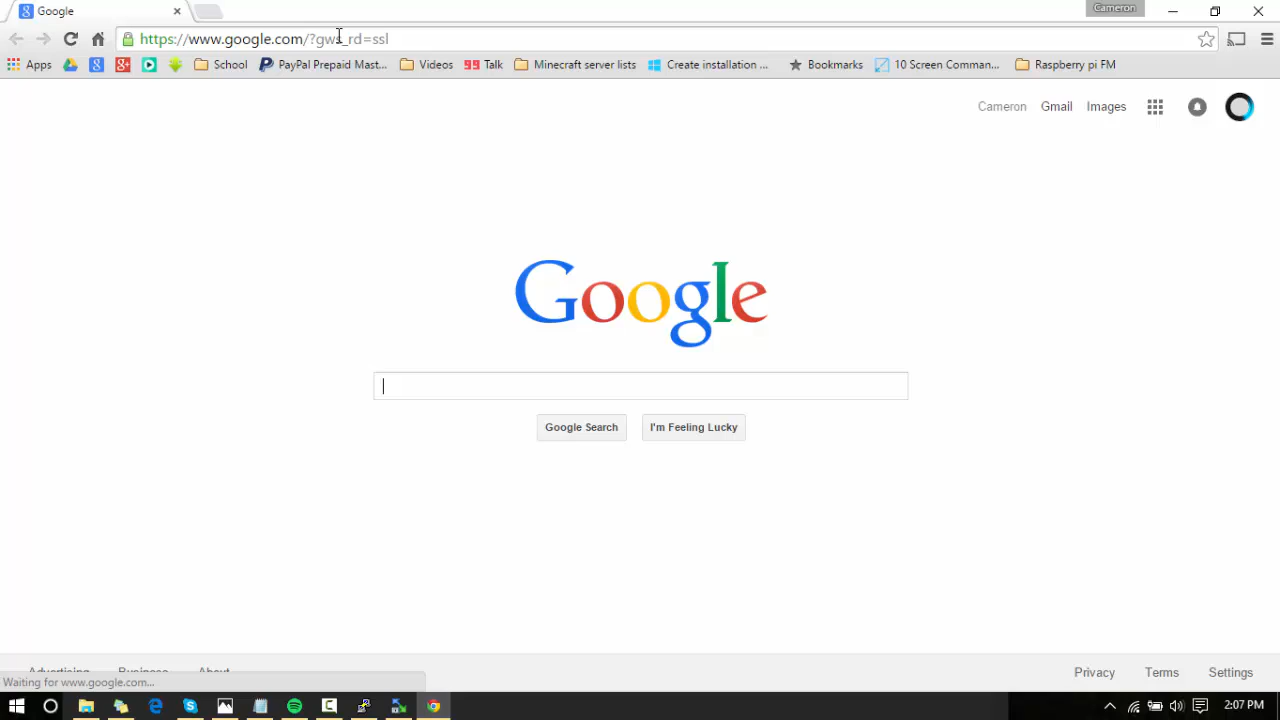 Google
Cameron
https://www.google.com/?gws_rd=ssl
Apps School PayPal Prepaid Mast... Videos Talk Minecraft server lists Create installation ... Bookmarks 10 Screen Comman... Raspberry pi FM
Cameron Gmail Images
Google
Google Search I'm Feeling Lucky
Advertising Business About
Privacy Terms Settings
Waiting for www.google.com...
2:07 PM